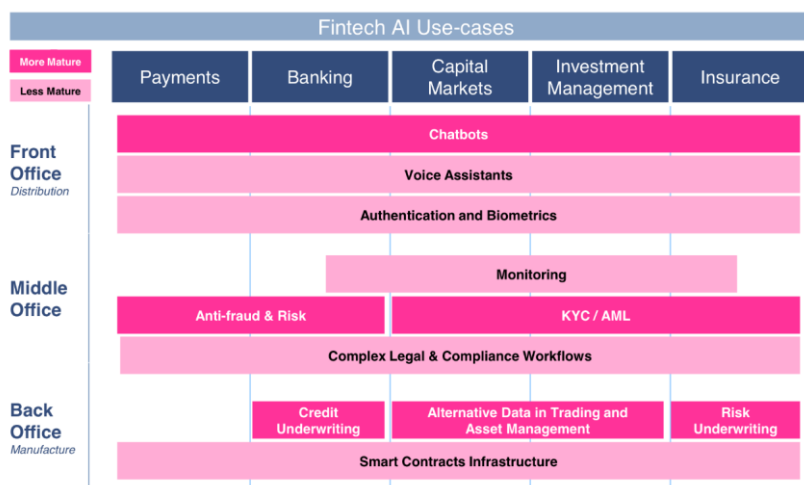 Fintech AI Use-cases
More Mature
Less Mature
Payments
Banking
Capital
Markets
Investment
Management
Insurance
Front
Office
Distribution
Chatbots
Voice Assistants
Authentication and Biometrics
Middle
Office
Monitoring
Anti-fraud & Risk
KYC / AML
Complex Legal & Compliance Workflows
Back
Office
Manufacture
Credit
Underwriting
Alternative Data in Trading and
Asset Management
Risk
Underwriting
Smart Contracts Infrastructure